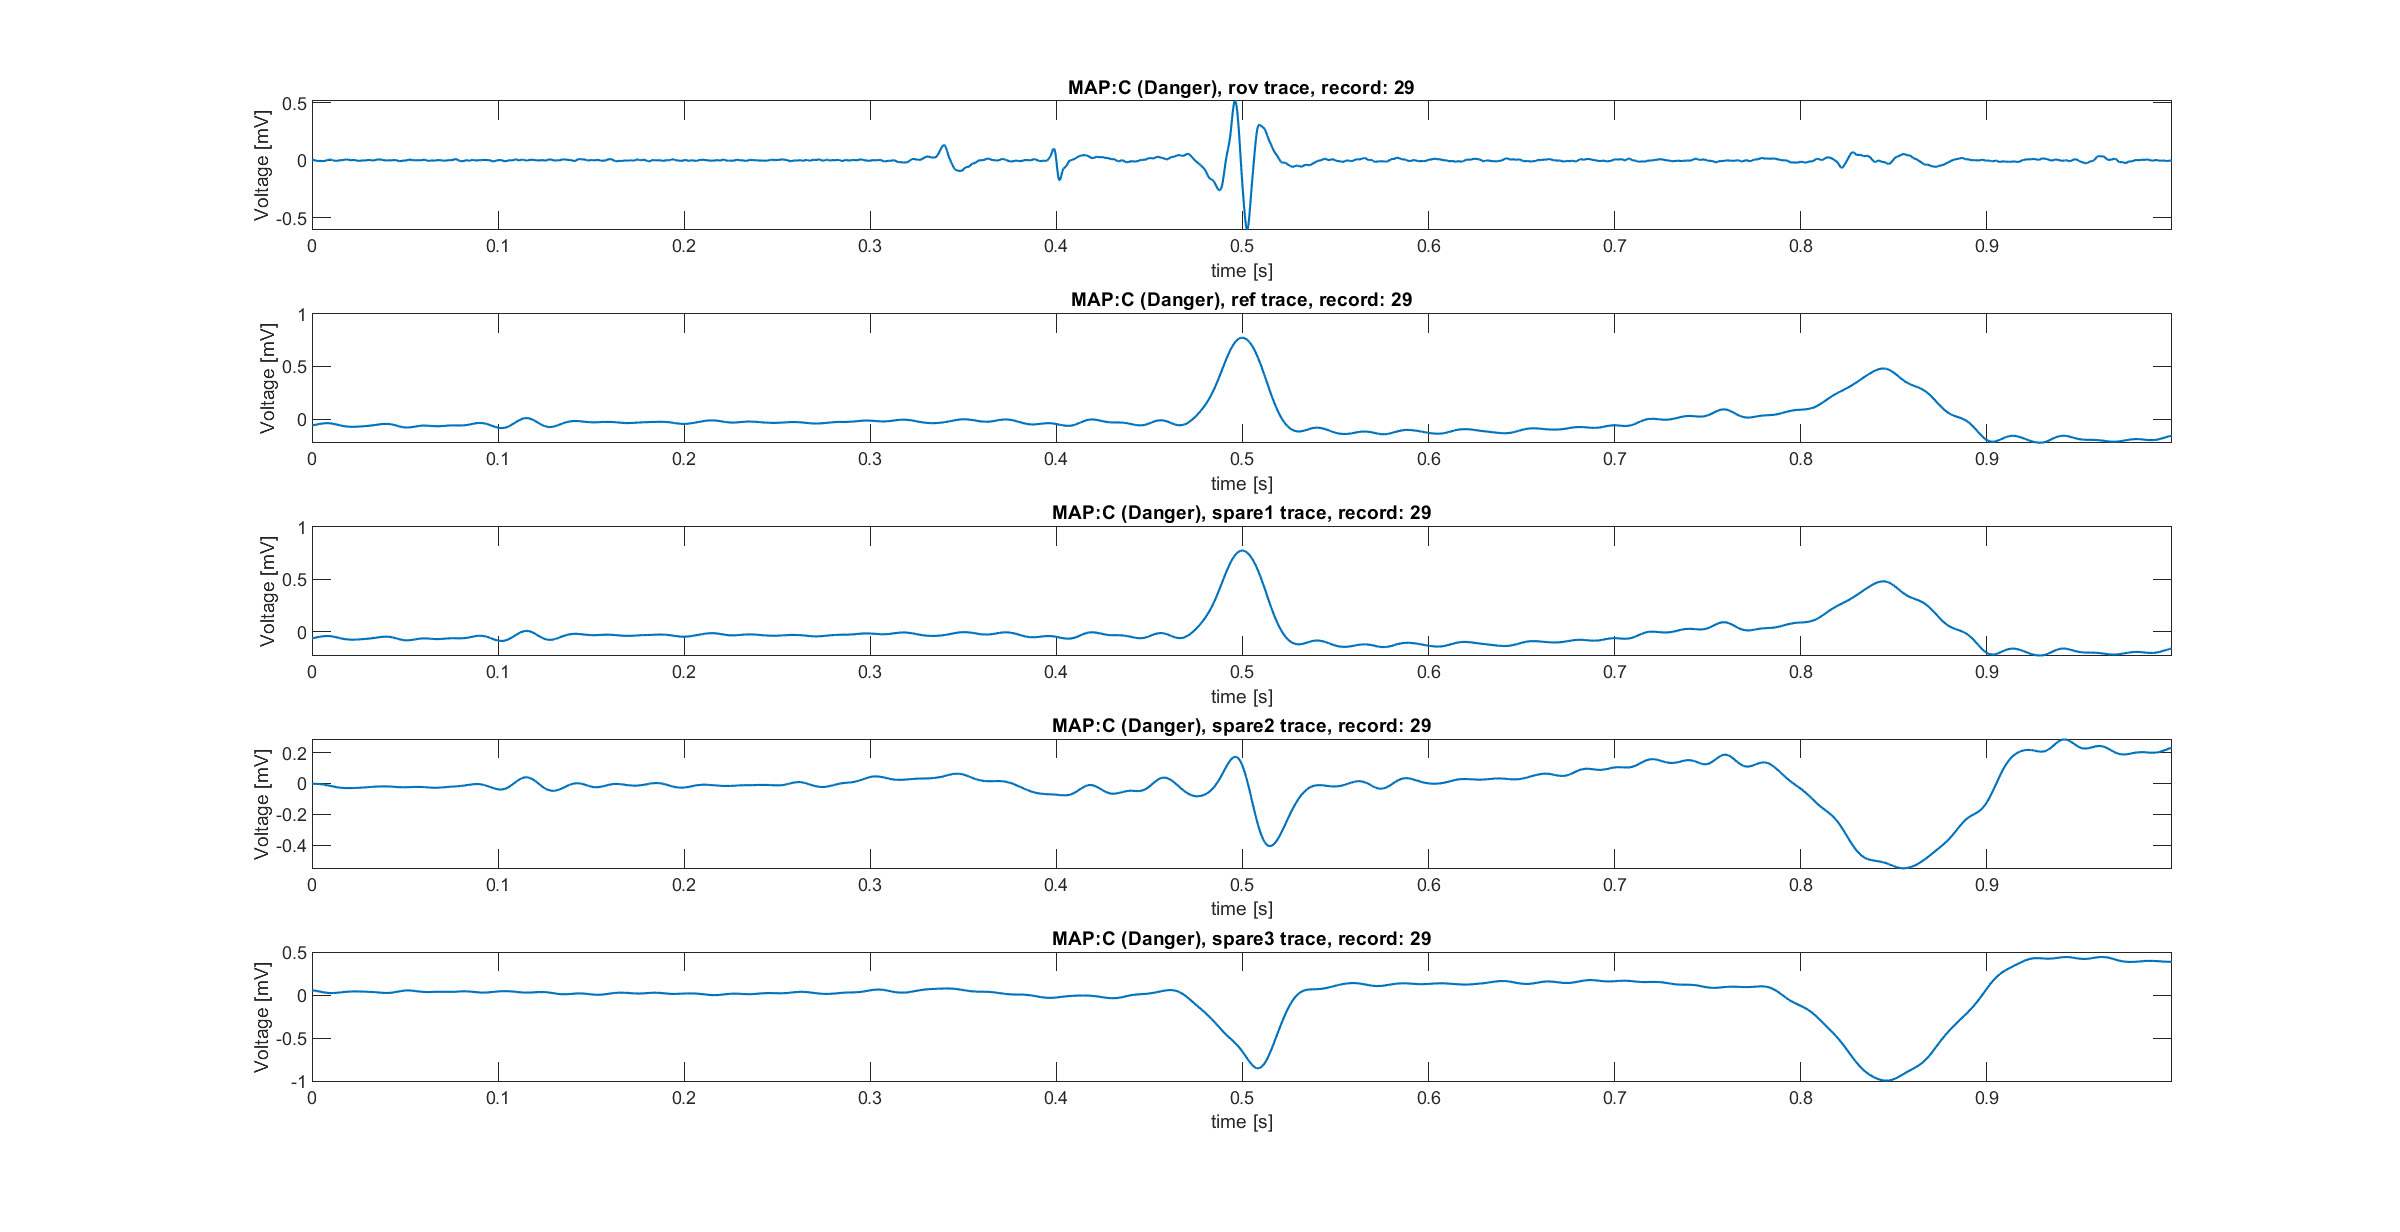 MAP:C (Danger), rov trace, record: 29
Voltage [mV]
0.5
0
-0.5
0 0.1 0.2 0.3 0.4 0.5 0.6 0.7 0.8 0.9
time [s]
MAP:C (Danger), ref trace, record: 29
Voltage [mV]
1
0.5
0
0 0.1 0.2 0.3 0.4 0.5 0.6 0.7 0.8 0.9
time [s]
MAP:C (Danger), spare1 trace, record: 29
Voltage [mV]
1
0.5
0
0 0.1 0.2 0.3 0.4 0.5 0.6 0.7 0.8 0.9
time [s]
MAP:C (Danger), spare2 trace, record: 29
Voltage [mV]
0.2
0
-0.2
-0.4
0 0.1 0.2 0.3 0.4 0.5 0.6 0.7 0.8 0.9
time [s]
MAP:C (Danger), spare3 trace, record: 29
Voltage [mV]
0.5
0
-0.5
-1
0 0.1 0.2 0.3 0.4 0.5 0.6 0.7 0.8 0.9
time [s]